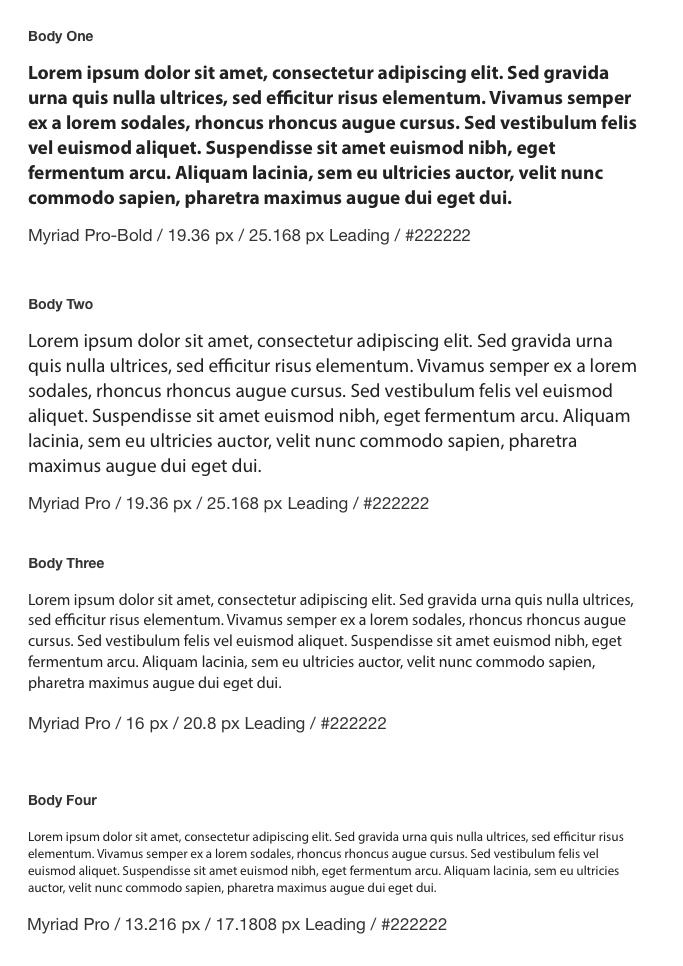 Body One
Lorem ipsum dolor sit amet, consectetur adipiscing elit. Sed gravida
urna quis nulla ultrices, sed efficitur risus elementum. Vivamus semper
ex a lorem sodales, rhoncus rhoncus augue cursus. Sed vestibulum felis
vel euismod aliquet. Suspendisse sit amet euismod nibh, eget
fermentum arcu. Aliquam lacinia, sem eu ultricies auctor, velit nunc
commodo sapien, pharetra maximus augue dui eget dui.
Myriad Pro-Bold / 19.36 px / 25.168 px Leading / #222222
Body Two
Lorem ipsum dolor sit amet, consectetur adipiscing elit. Sed gravida urna
quis nulla ultrices, sed efficitur risus elementum. Vivamus semper ex a lorem
sodales, rhoncus rhoncus augue cursus. Sed vestibulum felis vel euismod
aliquet. Suspendisse sit amet euismod nibh, eget fermentum arcu. Aliquam
lacinia, sem eu ultricies auctor, velit nunc commodo sapien, pharetra
maximus augue dui eget dui.
Myriad Pro / 19.36 px / 25.168 px Leading / #222222
Body Three
Lorem ipsum dolor sit amet, consectetur adipiscing elit. Sed gravida urna quis nulla ultrices,
sed efficitur risus elementum. Vivamus semper ex a lorem sodales, rhoncus rhoncus augue
cursus. Sed vestibulum felis vel euismod aliquet. Suspendisse sit amet euismod nibh, eget
fermentum arcu. Aliquam lacinia, sem eu ultricies auctor, velit nunc commodo sapien,
pharetra maximus augue dui eget dui.
Myriad Pro / 16 px / 20.8 px Leading / #222222
Body Four
Lorem ipsum dolor sit amet, consectetur adipiscing elit. Sed gravida urna quis nulla ultrices, sed efficitur risus
elementum. Vivamus semper ex a lorem sodales, rhoncus rhoncus augue cursus. Sed vestibulum felis vel
euismod aliquet. Suspendisse sit amet euismod nibh, eget fermentum arcu. Aliquam lacinia, sem eu ultricies
auctor, velit nunc commodo sapien, pharetra maximus augue dui eget dui.
Myriad Pro / 13.216 px / 17.1808 px Leading / #222222